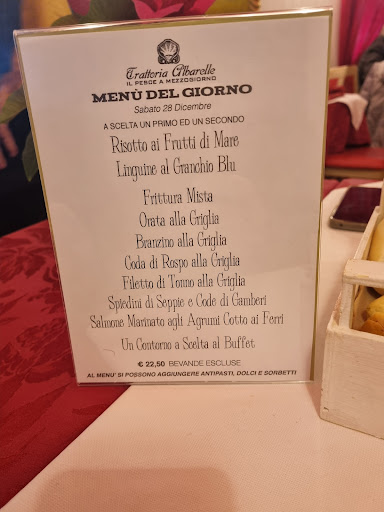 Trattoria Albarelle
IL PESCE A MEZZOGIORNO
MENÙ DEL GIORNO
Sabato 28 Dicembre
A SCELTA UN PRIMO ED UN SECONDO
Risotto ai Frutti di Mare
Linguine al Granchio Blu
Frittura Mista
Orata alla Griglia
Branzino alla Griglia
Coda di Rospo alla Griglia
Filetto di Tonno alla Griglia
Spiedini di Seppie e Code di Gamberi
Salmone Marinato agli Agrumi Cotto ai Ferri
Un Contorno a Scelta al Buffet
€ 22,50 BEVANDE ESCLUSE
AL MENU' SI POSSONO AGGIUNGERE ANTIPASTI, DOLCI E SORBETTI